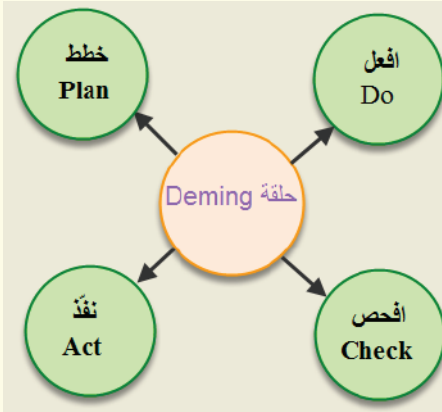 خطط
Plan
افعل
Do
حلقة Deming
نفّذ
Act
افحص
Check